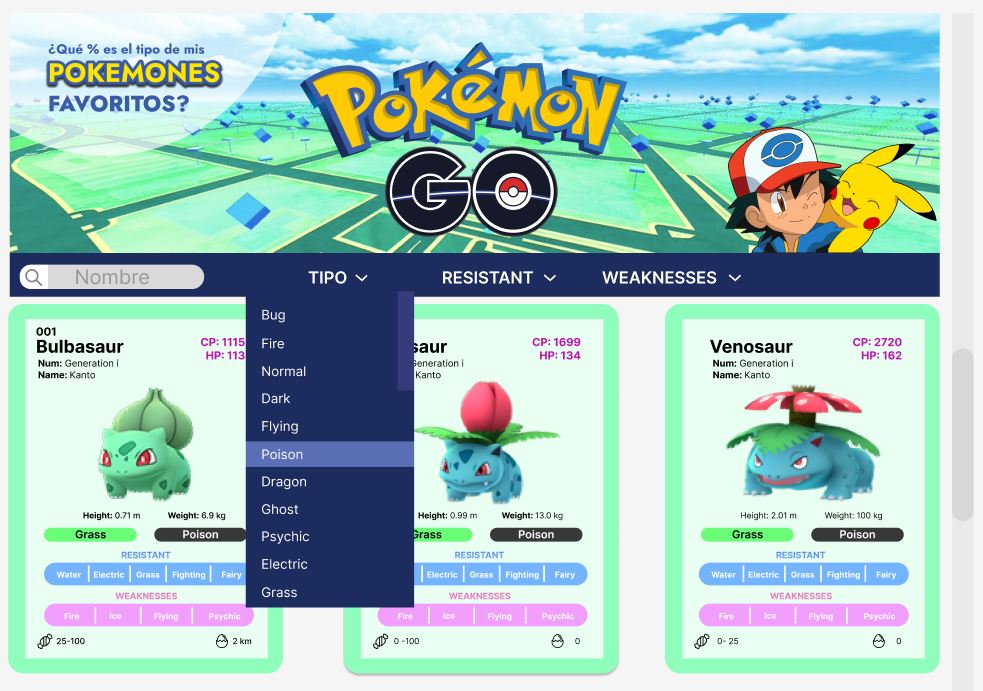 ¿Qué % es el tipo de mis
POKEMONES
FAVORITOS?
POKéMON
GO
Nombre
TIPO
RESISTANT
WEAKNESSES
Bug
Fire
Normal
Dark
Flying
Poison
Dragon
Ghost
Psychic
Electric
Grass
001
Bulbasaur
CP: 1115
HP: 113
Num: Generation i
Name: Kanto
Height: 0.71 m Weight: 6.9 kg
Grass Poison
RESISTANT
Water Electric Grass Fighting Fairy
WEAKNESSES
Fire Ice Flying Psychic
25-100 2 km
saur
CP: 1699
HP: 134
Generation i
Kanto
Height: 0.99 m Weight: 13.0 kg
Grass Poison
RESISTANT
Electric Grass Fighting Fairy
WEAKNESSES
Fire Ice Flying Psychic
0 -100 0
Venosaur
CP: 2720
HP: 162
Num: Generation i
Name: Kanto
Height: 2.01 m Weight: 100 kg
Grass Poison
RESISTANT
Water Electric Grass Fighting Fairy
WEAKNESSES
Fire Ice Flying Psychic
0- 25 0